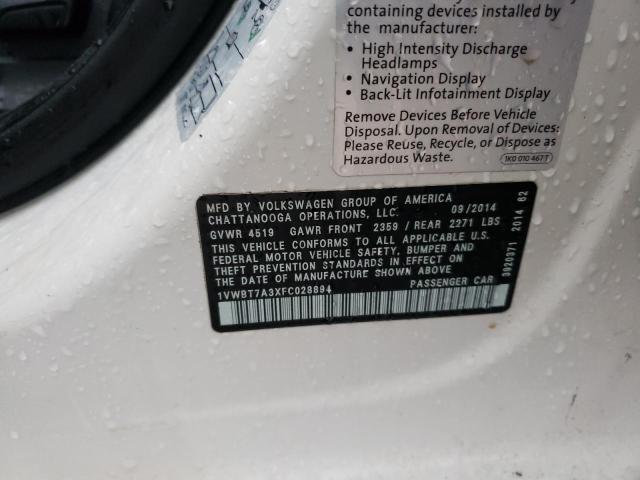 containing devices installed by
the manufacturer:
• High Intensity Discharge
Headlamps
• Navigation Display
• Back-Lit Infotainment Display
Remove Devices Before Vehicle
Disposal. Upon Removal of Devices:
Please Reuse, Recycle, or Dispose as
Hazardous Waste.
1K0 010 467 T
MFD BY VOLKSWAGEN GROUP OF AMERICA
CHATTANOOGA OPERATIONS, LLC. 09/2014
GVWR 4519 GAWR FRONT 2359 / REAR 2271 LBS
THIS VEHICLE CONFORMS TO ALL APPLICABLE U.S.
FEDERAL MOTOR VEHICLE SAFETY, BUMPER AND
THEFT PREVENTION STANDARDS IN EFFECT ON
THE DATE OF MANUFACTURE SHOWN ABOVE
1VWBT7A3XFC028894 PASSENGER CAR
3920371 2014 62